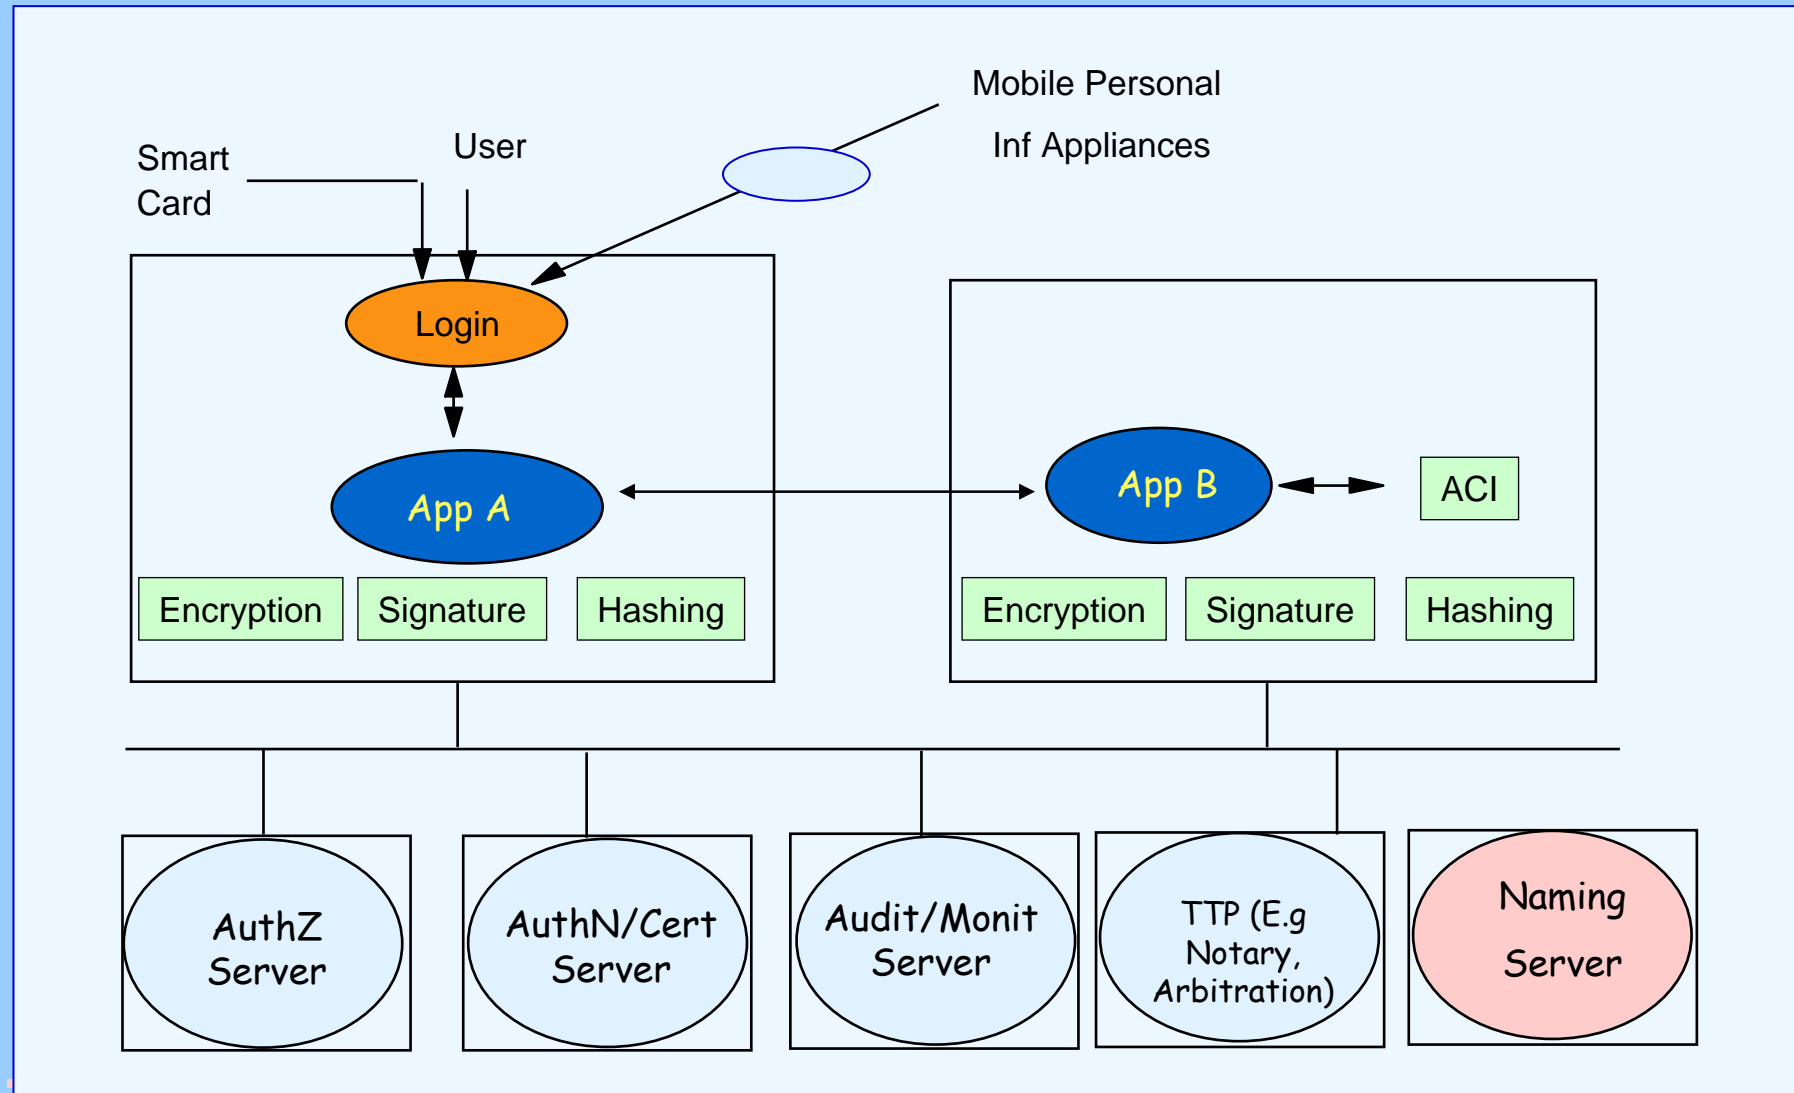 Mobile Personal
Inf Appliances
User
Smart
Card
Login
App A
App B
ACI
Encryption
Signature
Hashing
Encryption
Signature
Hashing
AuthZ
Server
AuthN/Cert
Server
Audit/Monit
Server
TTP (E.g
Notary,
Arbitration)
Naming
Server